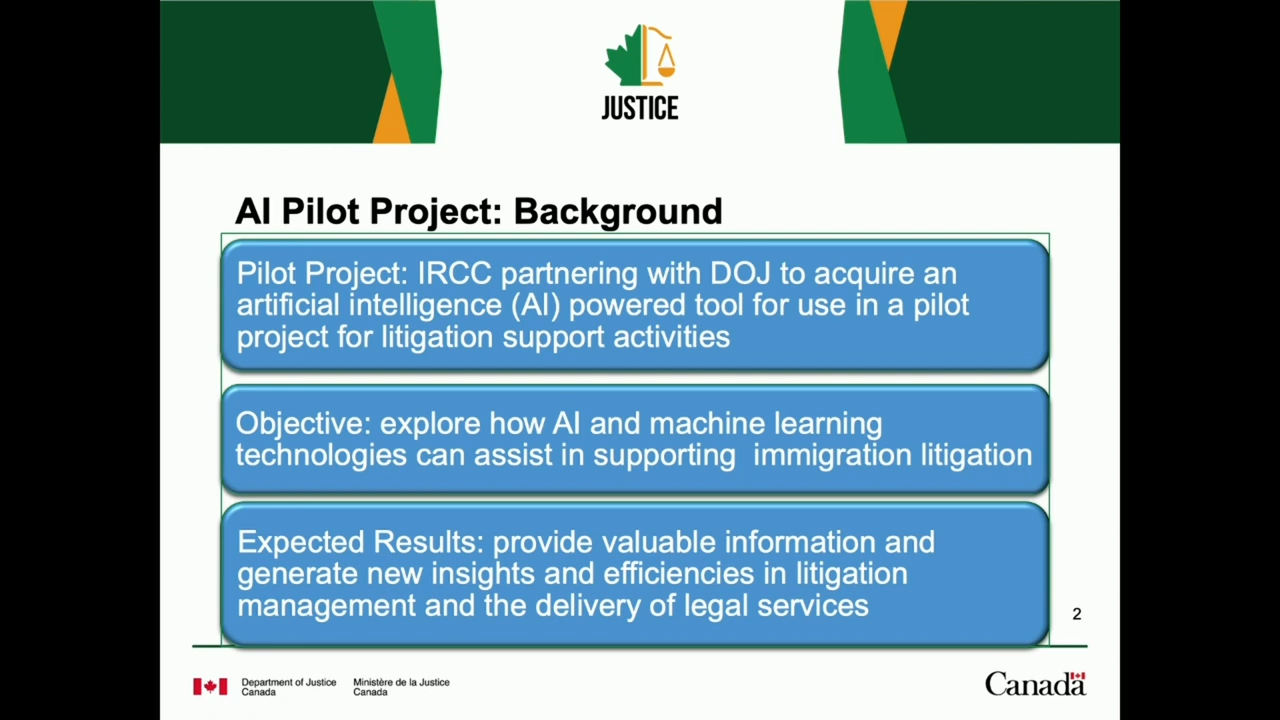 JUSTICE
AI Pilot Project: Background
Pilot Project: IRCC partnering with DOJ to acquire an
artificial intelligence (AI) powered tool for use in a pilot
project for litigation support activities
Objective: explore how AI and machine learning
technologies can assist in supporting  immigration litigation
Expected Results: provide valuable information and
generate new insights and efficiencies in litigation
management and the delivery of legal services
2
Department of Justice
Canada
Ministère de la Justice
Canada
Canada